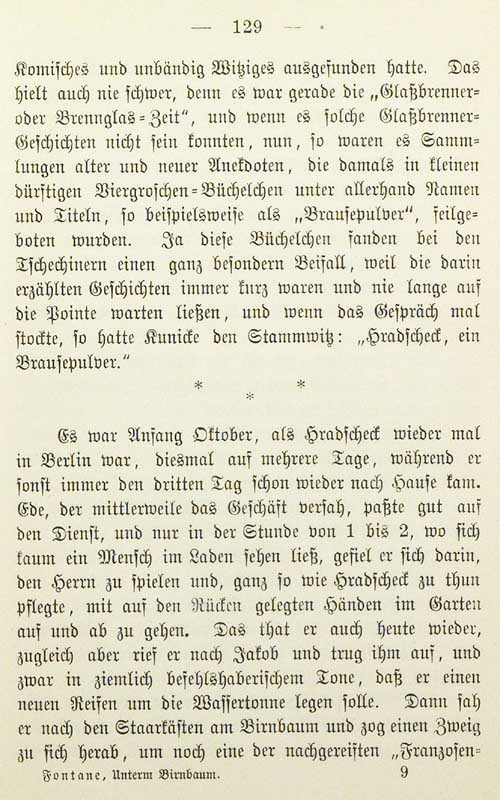 — 129 —
Komisches und unbändig Witziges ausgefunden hatte. Das
hielt auch nie schwer, denn es war gerade die „Glaßbrenner-
oder Brennglas-Zeit“, und wenn es solche Glaßbrenner-
Geschichten nicht sein konnten, nun, so waren es Samm-
lungen alter und neuer Anekdoten, die damals in kleinen
dürftigen Viergroschen-Büchelchen unter allerhand Namen
und Titeln, so beispielsweise als „Brausepulver“, feilge-
boten wurden. Ja diese Büchelchen fanden bei den
Tschechinern einen ganz besondern Beifall, weil die darin
erzählten Geschichten immer kurz waren und nie lange auf
die Pointe warten ließen, und wenn das Gespräch mal
stockte, so hatte Kunicke den Stammwitz: „Hradscheck, ein
Brausepulver.“
* * *
Es war Anfang Oktober, als Hradscheck wieder mal
in Berlin war, diesmal auf mehrere Tage, während er
sonst immer den dritten Tag schon wieder nach Hause kam.
Ede, der mittlerweile das Geschäft versah, paßte gut auf
den Dienst, und nur in der Stunde von 1 bis 2, wo sich
kaum ein Mensch im Laden sehen ließ, gefiel er sich darin,
den Herrn zu spielen und, ganz so wie Hradscheck zu thun
pflegte, mit auf den Rücken gelegten Händen im Garten
auf und ab zu gehen. Das that er auch heute wieder,
zugleich aber rief er nach Jakob und trug ihm auf, und
zwar in ziemlich befehlshaberischem Tone, daß er einen
neuen Reifen um die Wassertonne legen solle. Dann sah
er nach den Staarkästen am Birnbaum und zog einen Zweig
zu sich herab, um noch eine der nachgereiften „Franzosen-
Fontane, Unterm Birnbaum. 9